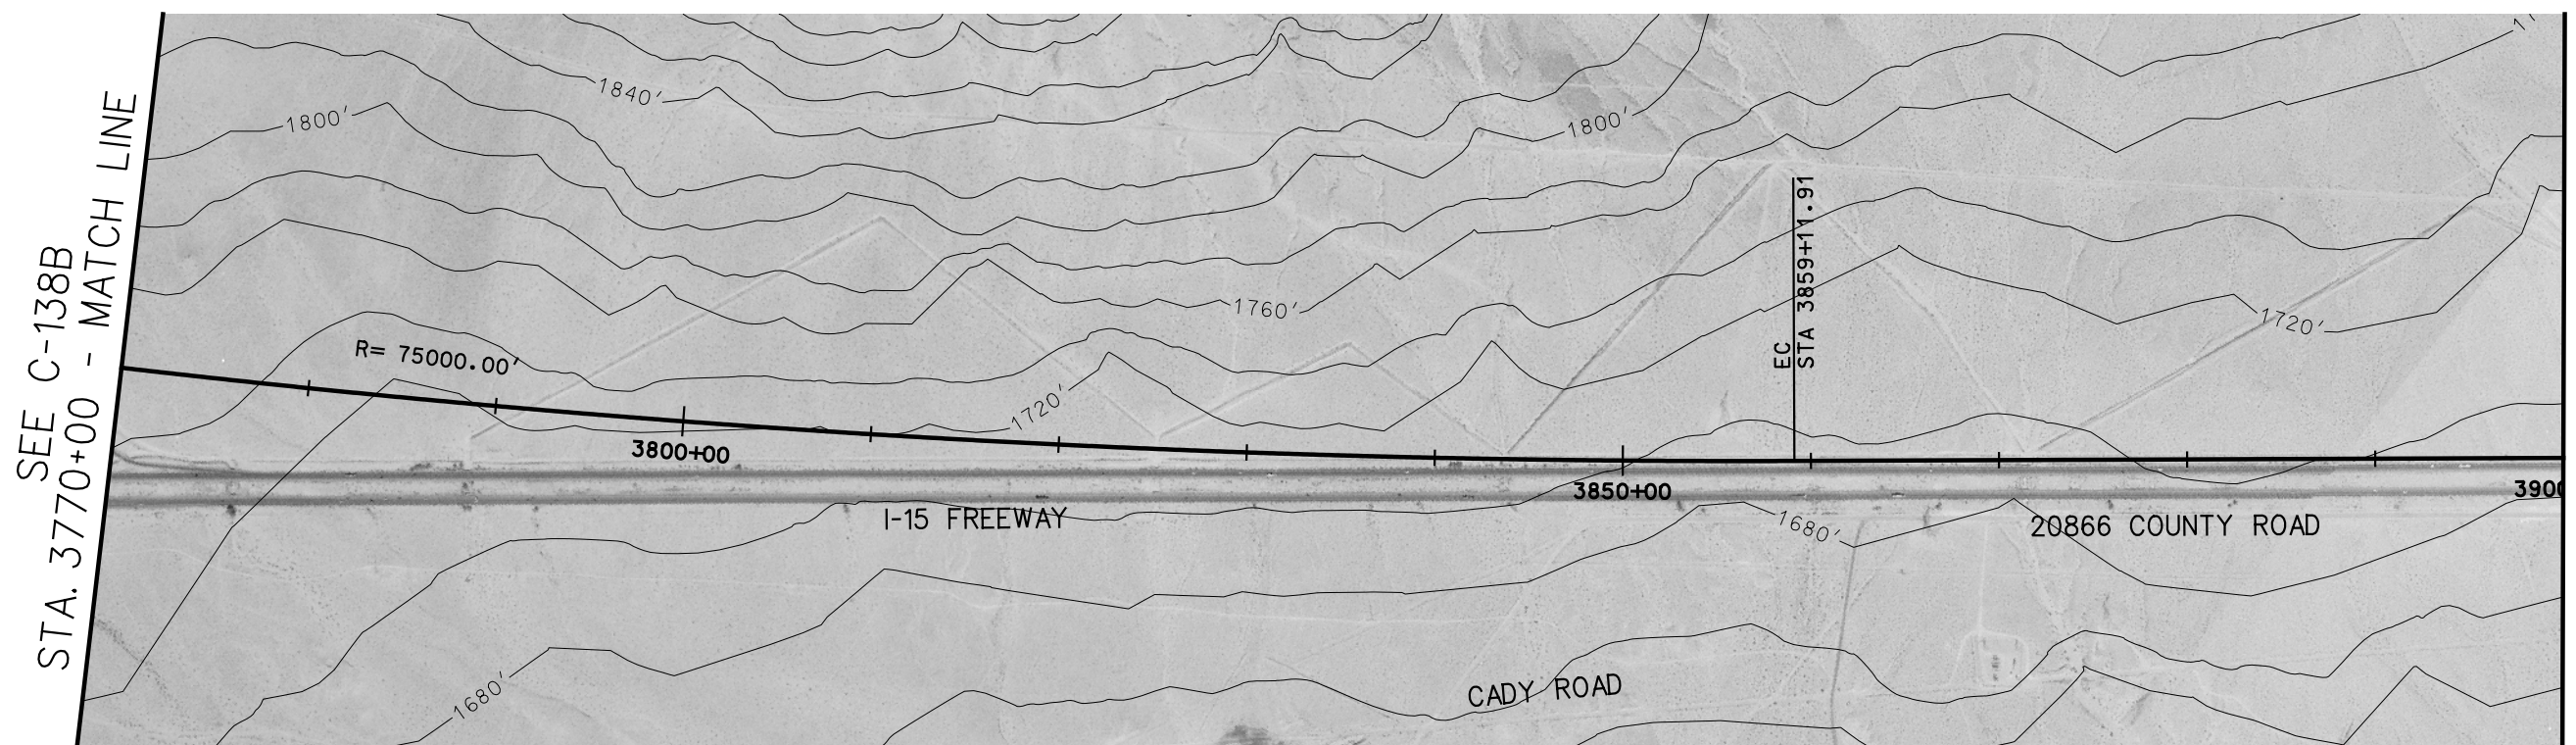 SEE C-138B
STA. 3770+00 - MATCH LINE
1840'
1800'
1800'
R= 75000.00'
1760'
1720'
1720'
EC
STA 3859+11.91
3800+00
3850+00
3900
I-15 FREEWAY
1680'
20866 COUNTY ROAD
1680'
CADY ROAD